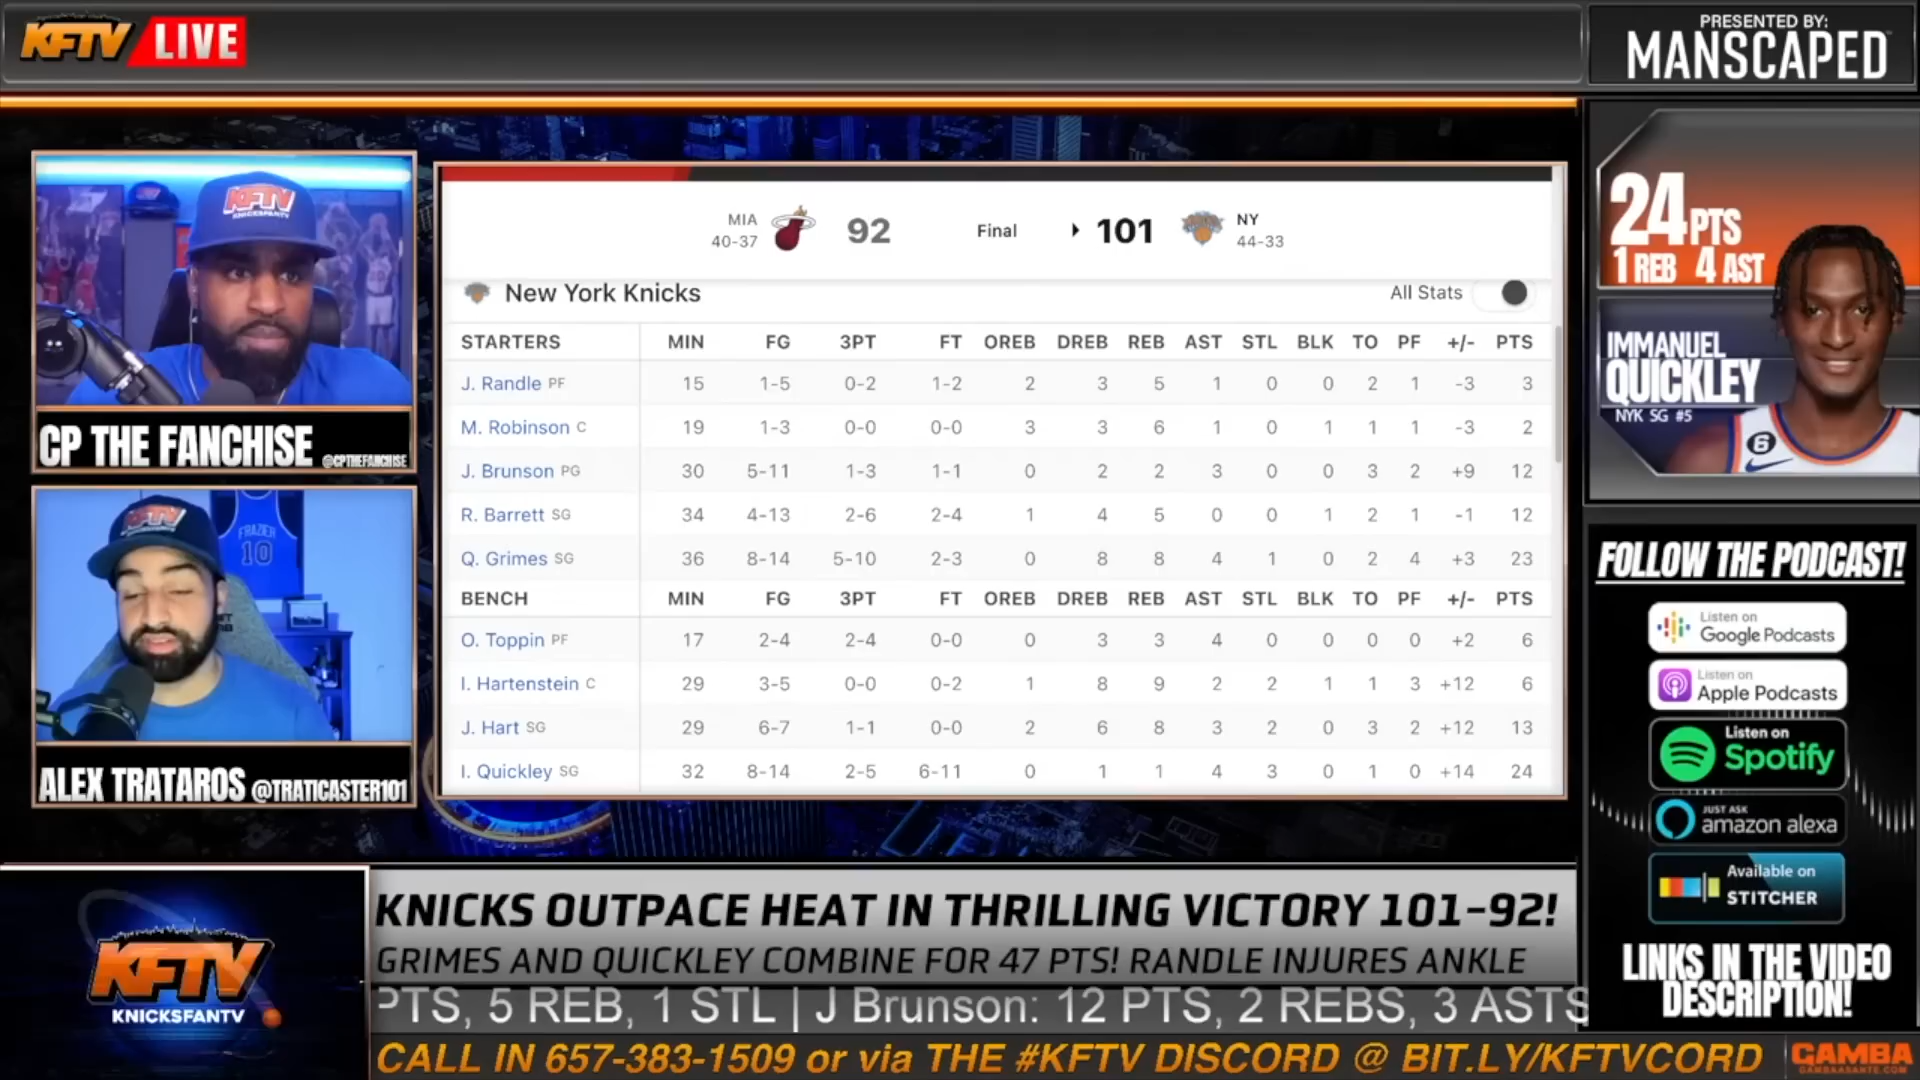 KFTV LIVE
PRESENTED BY:
MANSCAPED
KFTV
KNICKSFANTV
CP THE FANCHISE @CPTHEFANCHISE
KFTV
FRAZIER
10
ALEX TRATAROS @TRATICASTER101
MIA
40-37
92
Final
101
NY
44-33
New York Knicks
All Stats
STARTERS MIN FG 3PT FT OREB DREB REB AST STL BLK TO PF +/- PTS
J. Randle PF 15 1-5 0-2 1-2 2 3 5 1 0 0 2 1 -3 3
M. Robinson C 19 1-3 0-0 0-0 3 3 6 1 0 1 1 1 -3 2
J. Brunson PG 30 5-11 1-3 1-1 0 2 2 3 0 0 3 2 +9 12
R. Barrett SG 34 4-13 2-6 2-4 1 4 5 0 0 1 2 1 -1 12
Q. Grimes SG 36 8-14 5-10 2-3 0 8 8 4 1 0 2 4 +3 23
BENCH MIN FG 3PT FT OREB DREB REB AST STL BLK TO PF +/- PTS
O. Toppin PF 17 2-4 2-4 0-0 0 3 3 4 0 0 0 0 +2 6
I. Hartenstein C 29 3-5 0-0 0-2 1 8 9 2 2 1 1 3 +12 6
J. Hart SG 29 6-7 1-1 0-0 2 6 8 3 2 0 3 2 +12 13
I. Quickley SG 32 8-14 2-5 6-11 0 1 1 4 3 0 1 0 +14 24
24 PTS
1 REB 4 AST
IMMANUEL
QUICKLEY
NYK SG #5
6
FOLLOW THE PODCAST!
Listen on
Google Podcasts
Listen on
Apple Podcasts
Listen on
Spotify
JUST ASK
amazon alexa
Available on
STITCHER
LINKS IN THE VIDEO
DESCRIPTION!
KFTV
KNICKSFANTV
KNICKS OUTPACE HEAT IN THRILLING VICTORY 101-92!
GRIMES AND QUICKLEY COMBINE FOR 47 PTS! RANDLE INJURES ANKLE
PTS, 5 REB, 1 STL | J Brunson: 12 PTS, 2 REBS, 3 ASTS
CALL IN 657-383-1509 or via THE #KFTV DISCORD @ BIT.LY/KFTVCORD
GAMBA
GAMBAASANTE.COM